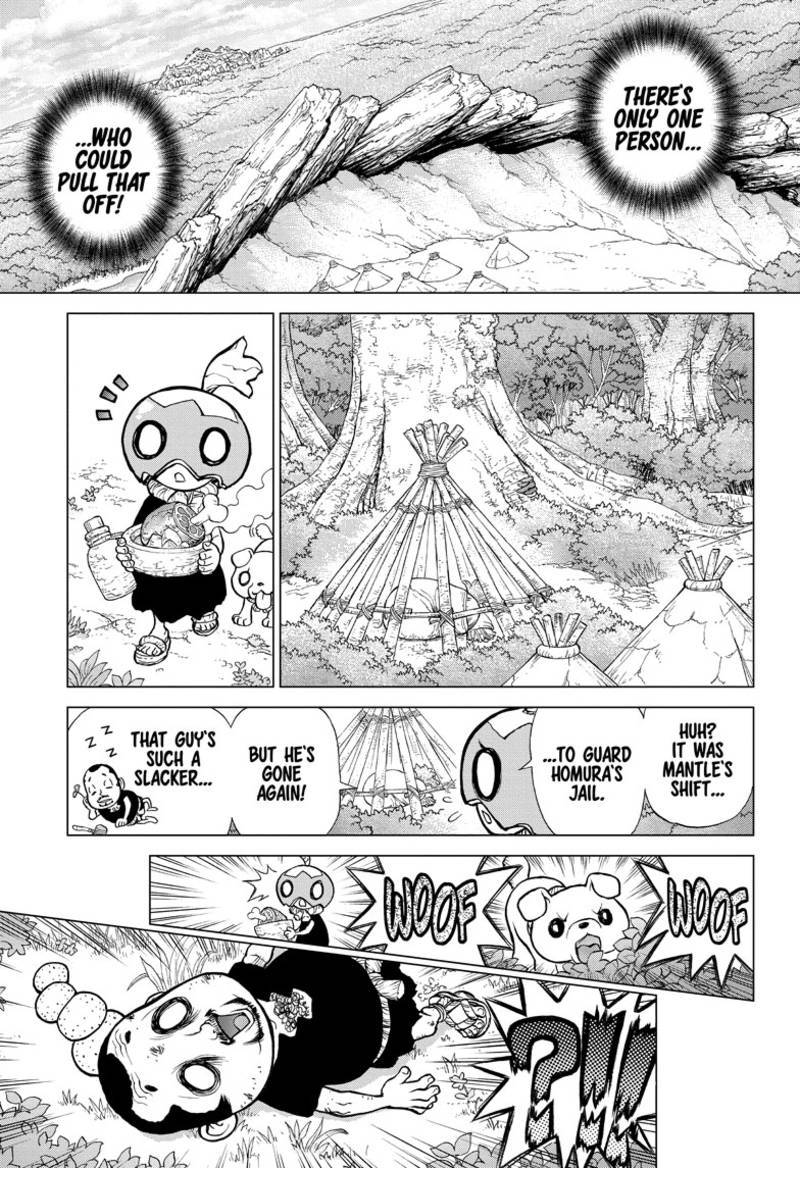 THERE'S
ONLY ONE
PERSON...
...WHO
COULD
PULL THAT
OFF!
HUH?
IT WAS
MANTLE'S
SHIFT...
...TO GUARD
HOMURA'S
JAIL.
BUT HE'S
GONE
AGAIN!
THAT GUY'S
SUCH A
SLACKER...
Z Z Z
WOOF
WOOF
?!!!